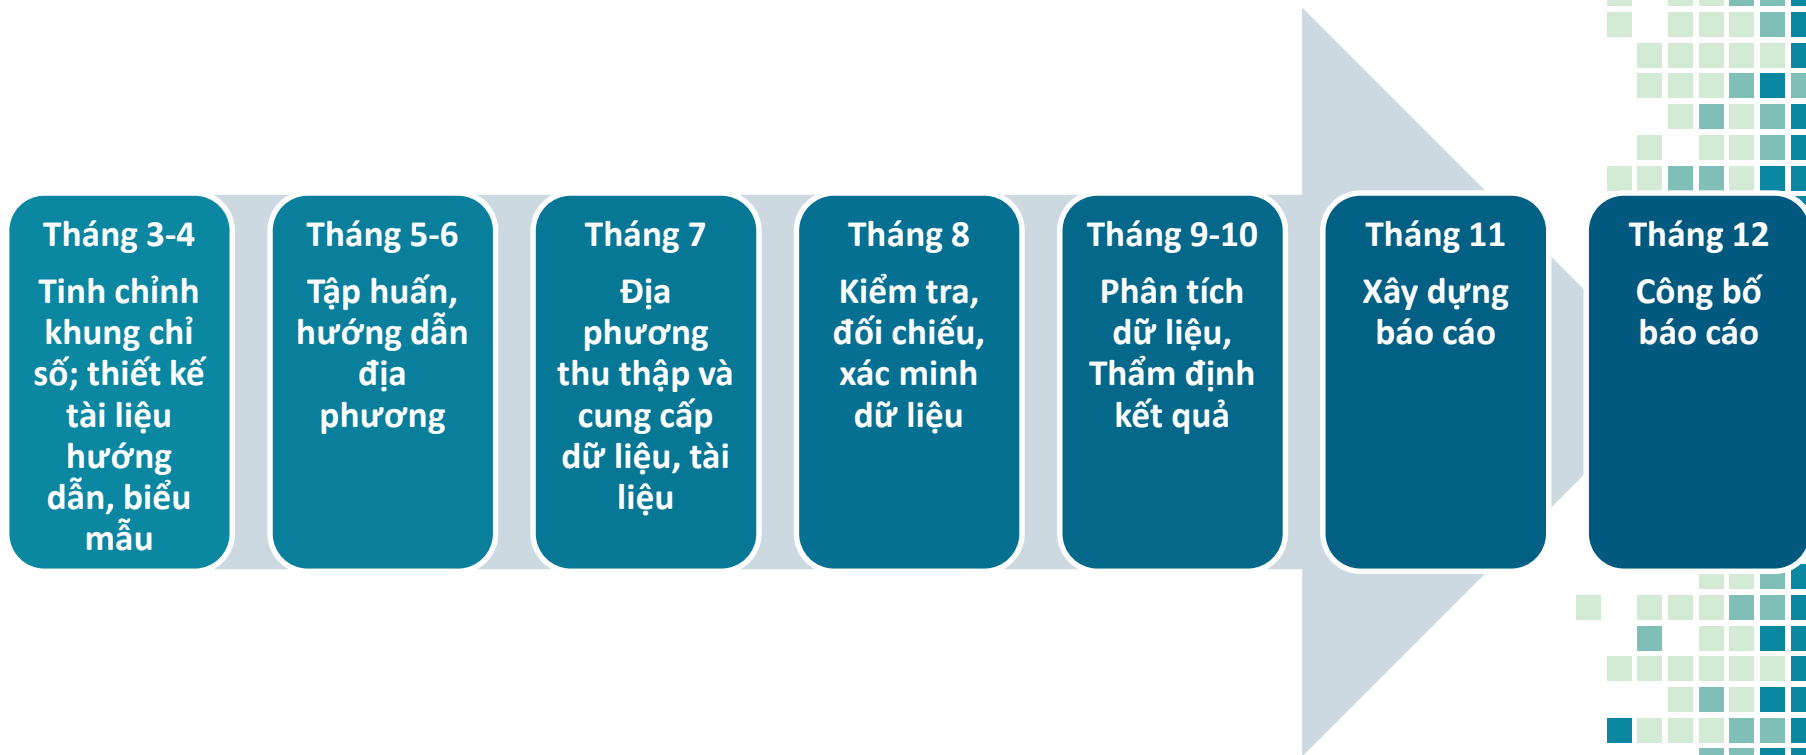 Tháng 3-4
Tinh chỉnh
khung chỉ
số; thiết kế
tài liệu
hướng
dẫn, biểu
mẫu
Tháng 5-6
Tập huấn,
hướng dẫn
địa
phương
Tháng 7
Địa
phương
thu thập và
cung cấp
dữ liệu, tài
liệu
Tháng 8
Kiểm tra,
đối chiếu,
xác minh
dữ liệu
Tháng 9-10
Phân tích
dữ liệu,
Thẩm định
kết quả
Tháng 11
Xây dựng
báo cáo
Tháng 12
Công bố
báo cáo